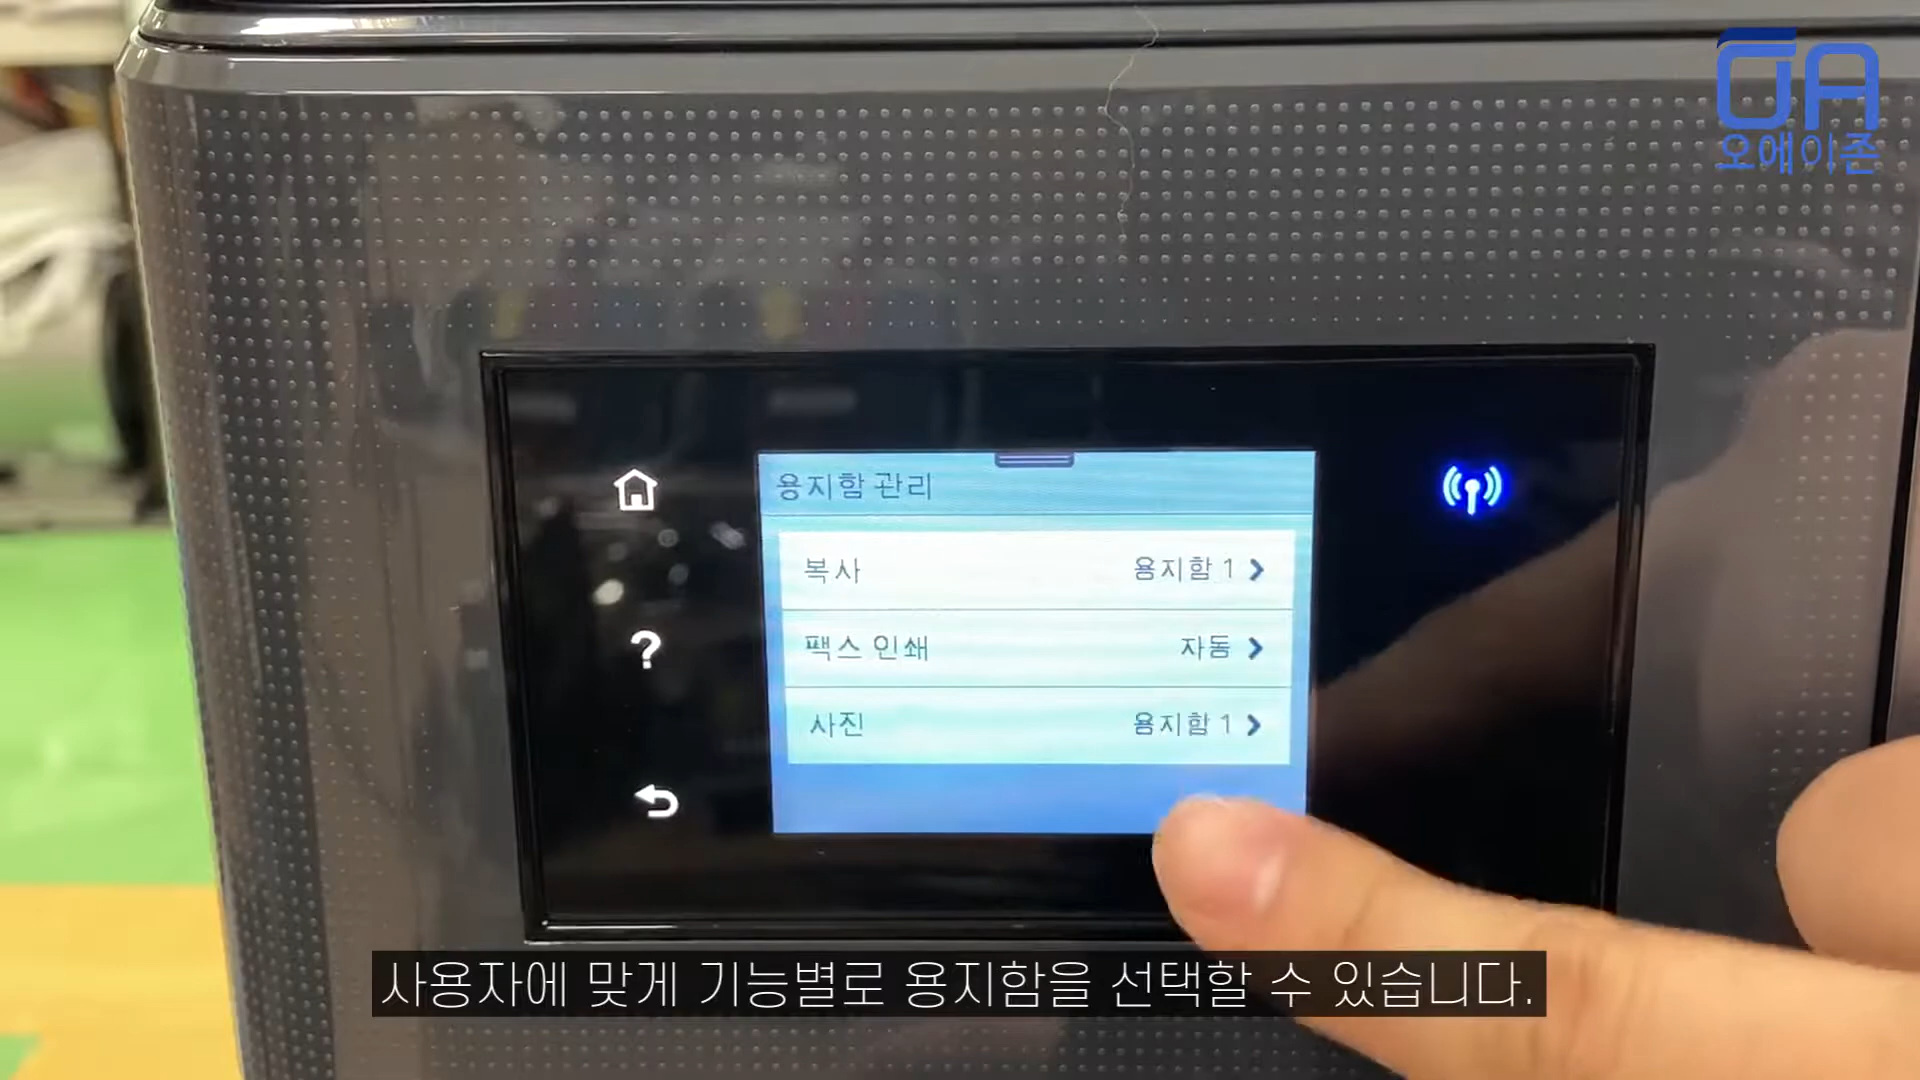 OA
오에이존
용지함 관리
복사 용지함 1
팩스 인쇄 자동
사진 용지함 1
?
사용자에 맞게 기능별로 용지함을 선택할 수 있습니다.